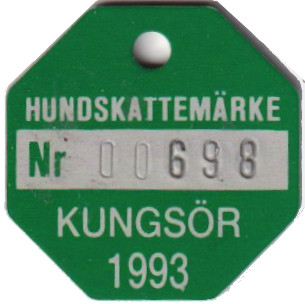 HUNDSKATTEMÄRKE
Nr 00698
KUNGSÖR
1993